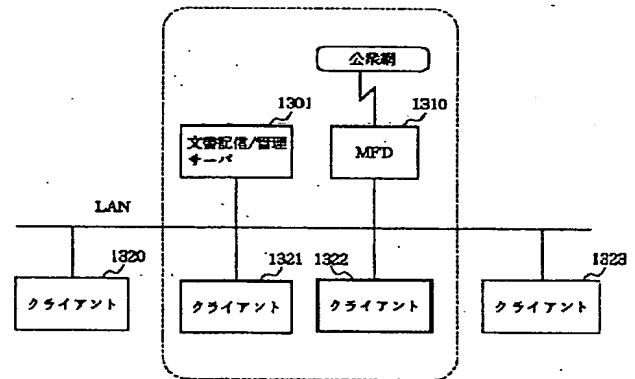 公衆網
1301
1310
文書配信/管理
サーバ
MFD
LAN
1320
1321
1322
1323
クライアント
クライアント
クライアント
クライアント